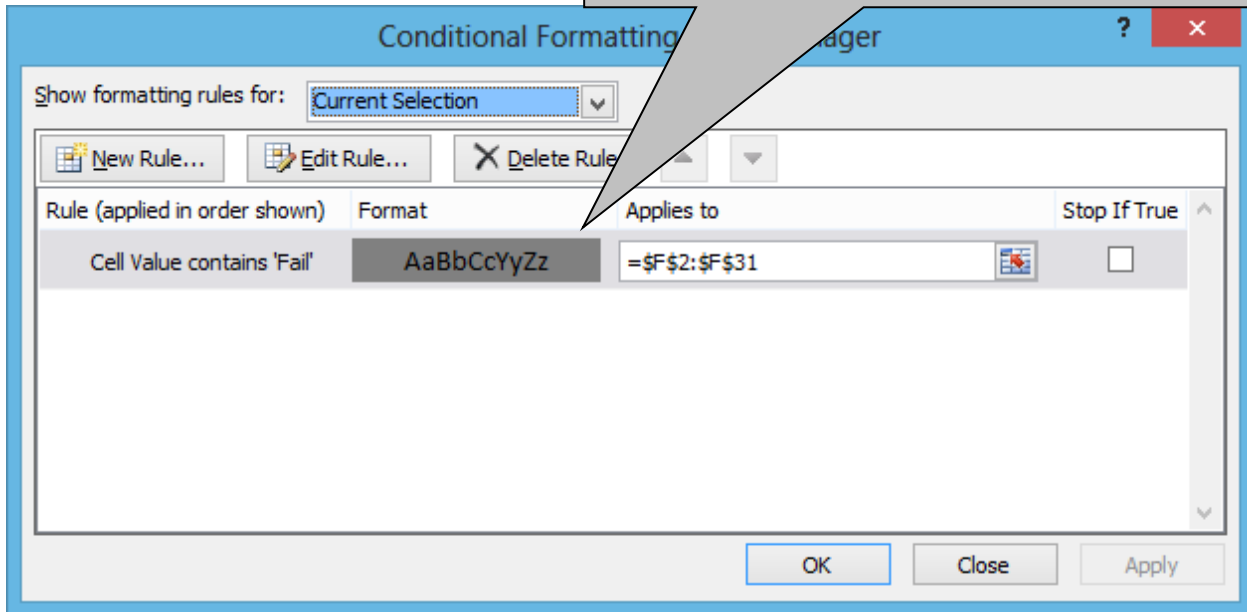 Conditional Formatting
?
Show formatting rules for: Current Selection
New Rule... Edit Rule... Delete Rule
Rule (applied in order shown) Format Applies to Stop If True
Cell Value contains 'Fail' AaBbCcYyZz =$F$2:$F$31
OK Close Apply